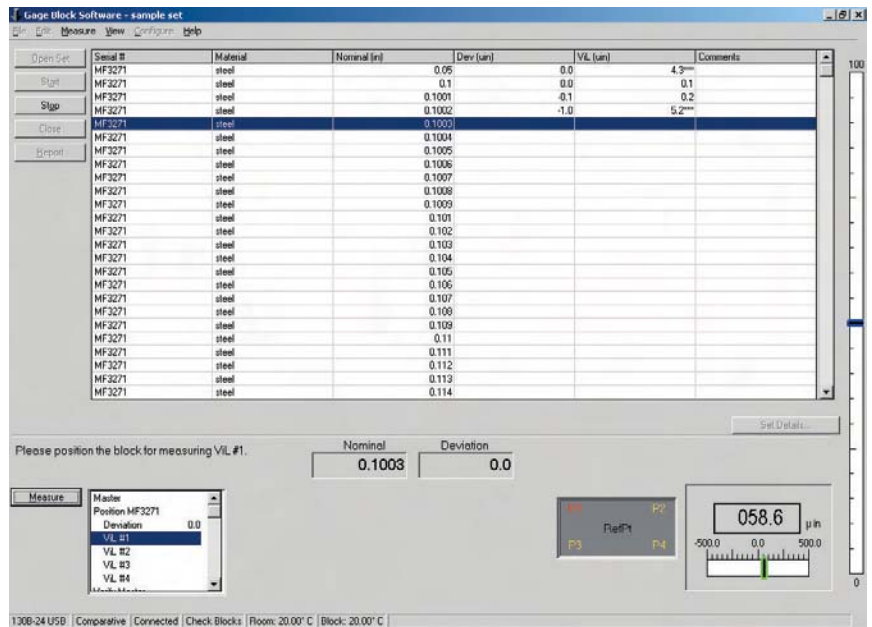 Gage Block Software - sample set
File Edit Measure View Configure Help
Open Set
Start
Stop
Close
Report
Serial # Material Nominal (in) Dev (uin) ViL (uin) Comments
MF3271 steel 0.05 0.0 4.3***
MF3271 steel 0.1 0.0 0.1
MF3271 steel 0.1001 -0.1 0.2
MF3271 steel 0.1002 -1.0 5.2***
MF3271 steel 0.1003
MF3271 steel 0.1004
MF3271 steel 0.1005
MF3271 steel 0.1006
MF3271 steel 0.1007
MF3271 steel 0.1008
MF3271 steel 0.1009
MF3271 steel 0.101
MF3271 steel 0.102
MF3271 steel 0.103
MF3271 steel 0.104
MF3271 steel 0.105
MF3271 steel 0.106
MF3271 steel 0.107
MF3271 steel 0.108
MF3271 steel 0.109
MF3271 steel 0.11
MF3271 steel 0.111
MF3271 steel 0.112
MF3271 steel 0.113
MF3271 steel 0.114
100
0
Set Details...
Please position the block for measuring ViL #1.
Nominal Deviation
0.1003 0.0
Measure
Master
Position MF3271
Deviation 0.0
ViL #1
ViL #2
ViL #3
ViL #4
P2
RefPt
P3 P4
058.6 µin
-500.0 0.0 500.0
130B-24 USB Comparative Connected Check Blocks Room: 20.00° C Block: 20.00° C